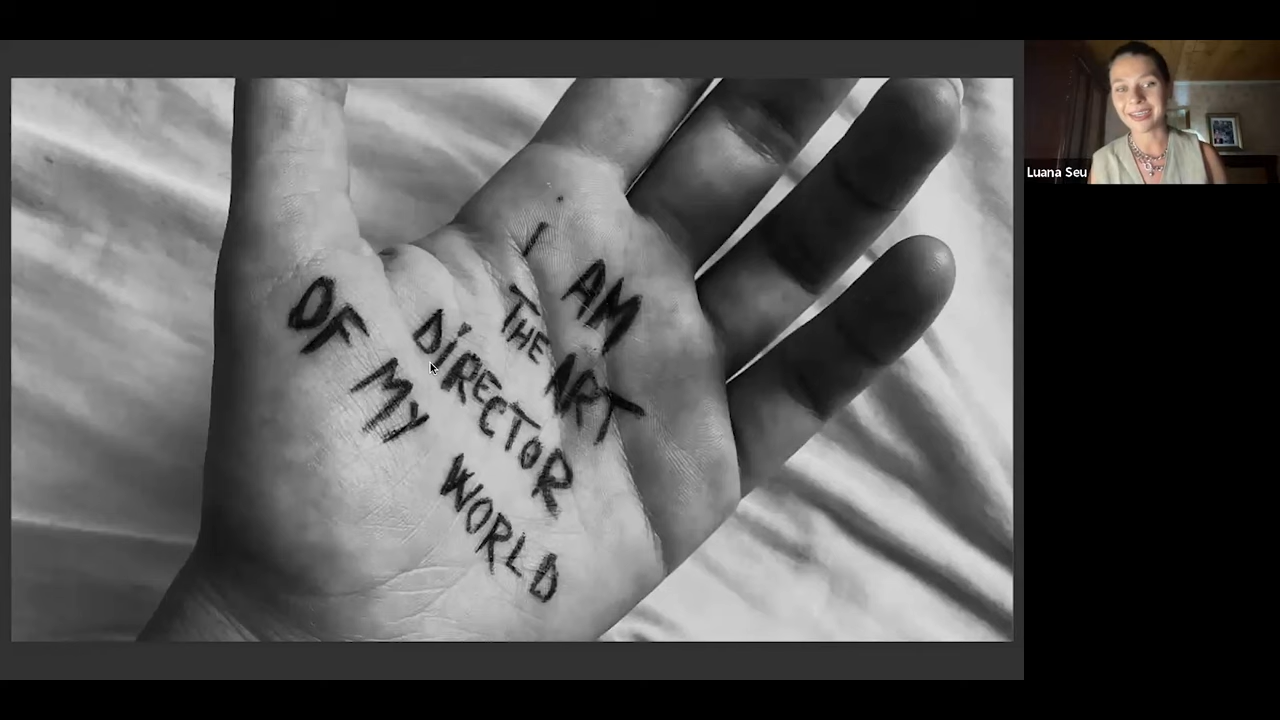 I AM
THE ART
DIRECTOR
OF MY
WORLD
Luana Seu